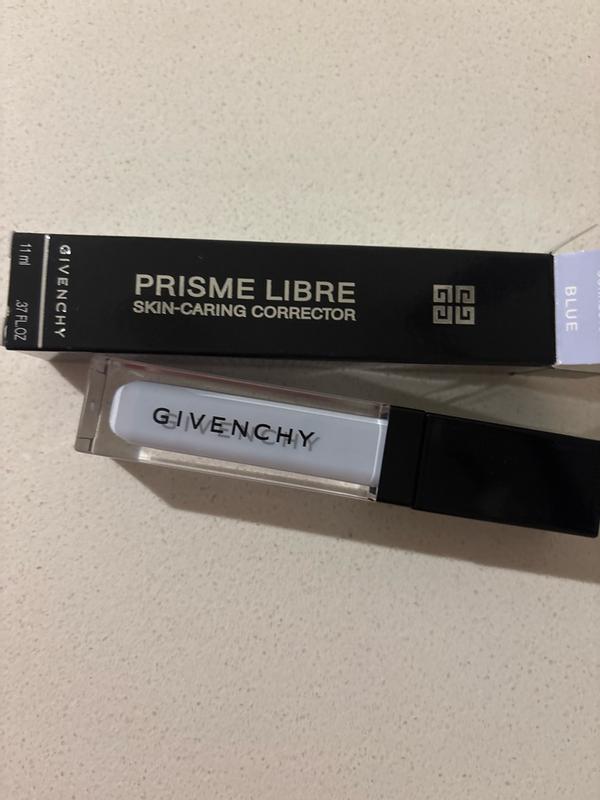 11 ml
.37 FL.OZ
GIVENCHY
PRISME LIBRE
SKIN-CARING CORRECTOR
BLUE
GIVENCHY